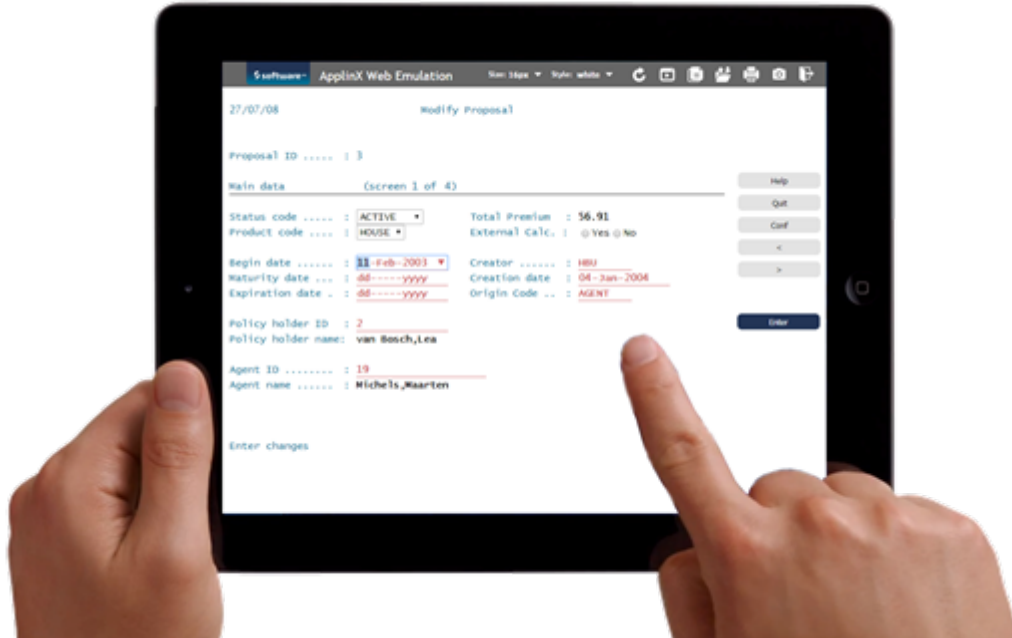 software AG ApplinX Web Emulation Size: 16px Style: white
27/07/08 Modify Proposal
Proposal ID ..... : 3
Main data (screen 1 of 4)
Help
Quit
Status code ..... : ACTIVE Total Premium : 56.91
Conf
Product code .... : HOUSE External Calc. : Yes No
<
Begin date ...... : 11-Feb-2003 Creator ...... : HBU
>
Maturity date ... : dd-----yyyy Creation date : 04-Jan-2004
Expiration date . : dd-----yyyy Origin Code .. : AGENT
Policy holder ID : 2
Enter
Policy holder name: van Bosch,Lea
Agent ID ........ : 19
Agent name ...... : Michels,Maarten
Enter changes